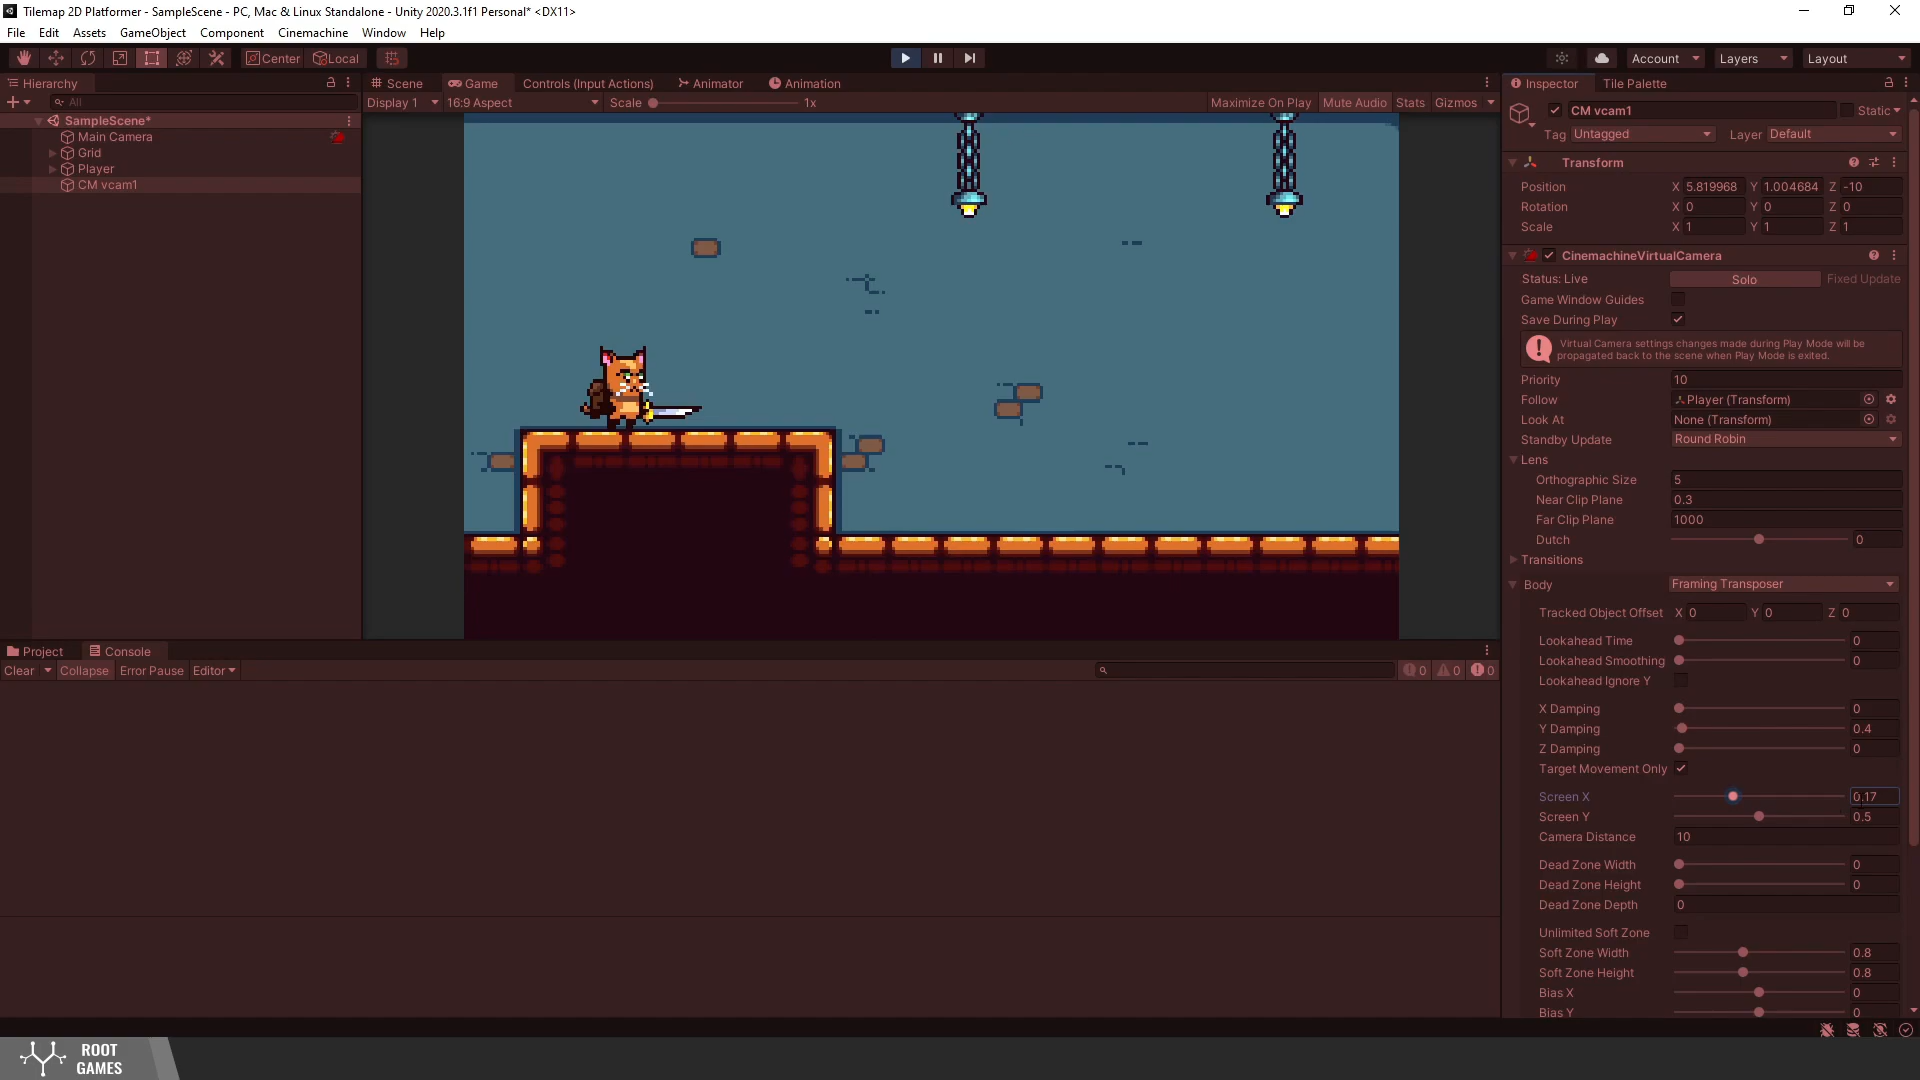 Tilemap 2D Platformer - SampleScene - PC, Mac & Linux Standalone - Unity 2020.3.1f1 Personal* <DX11>
File Edit Assets GameObject Component Cinemachine Window Help
Center Local Account Layers Layout
Hierarchy
All
SampleScene*
Main Camera
Grid
Player
CM vcam1
Scene Game Controls (Input Actions) Animator Animation
Display 1 16:9 Aspect Scale 1x Maximize On Play Mute Audio Stats Gizmos
Project Console
Clear Collapse Error Pause Editor 0 0 0
Inspector Tile Palette
CM vcam1 Static
Tag Untagged Layer Default
Transform
Position X 5.819968 Y 1.004684 Z -10
Rotation X 0 Y 0 Z 0
Scale X 1 Y 1 Z 1
CinemachineVirtualCamera
Status: Live Solo Fixed Update
Game Window Guides
Save During Play
Virtual Camera settings changes made during Play Mode will be
propagated back to the scene when Play Mode is exited.
Priority 10
Follow Player (Transform)
Look At None (Transform)
Standby Update Round Robin
Lens
Orthographic Size 5
Near Clip Plane 0.3
Far Clip Plane 1000
Dutch 0
Transitions
Body Framing Transposer
Tracked Object Offset X 0 Y 0 Z 0
Lookahead Time 0
Lookahead Smoothing 0
Lookahead Ignore Y
X Damping 0
Y Damping 0.4
Z Damping 0
Target Movement Only
Screen X 0.17
Screen Y 0.5
Camera Distance 10
Dead Zone Width 0
Dead Zone Height 0
Dead Zone Depth 0
Unlimited Soft Zone
Soft Zone Width 0.8
Soft Zone Height 0.8
Bias X 0
Bias Y 0
ROOT
GAMES